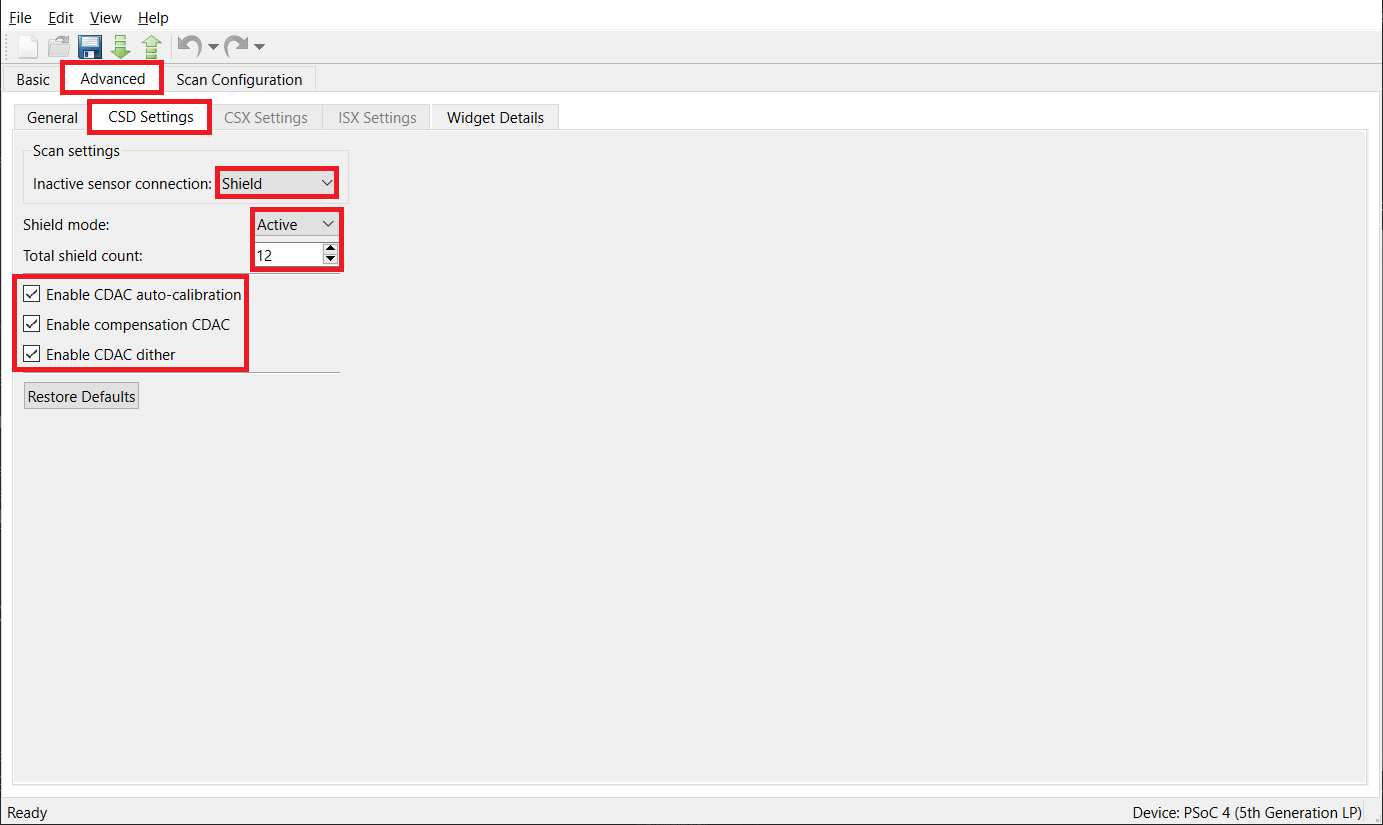 File Edit View Help
Basic Advanced Scan Configuration
General CSD Settings CSX Settings ISX Settings Widget Details
Scan settings
Inactive sensor connection: Shield
Shield mode: Active
Total shield count: 12
Enable CDAC auto-calibration
Enable compensation CDAC
Enable CDAC dither
Restore Defaults
Ready Device: PSoC 4 (5th Generation LP)